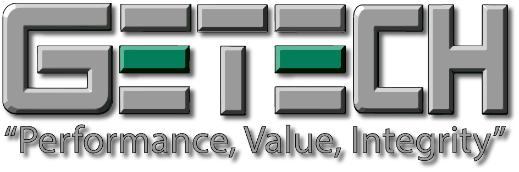 GETECH
“Performance, Value, Integrity”